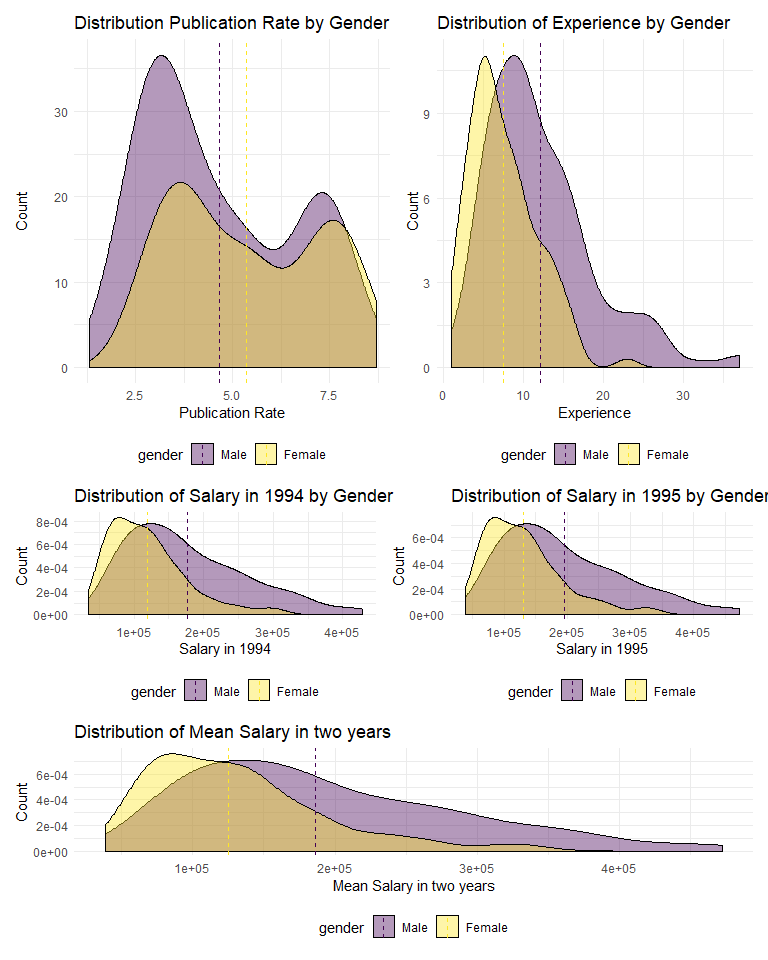 Distribution Publication Rate by Gender
Count
30
20
10
0
2.5 5.0 7.5
Publication Rate
gender Male Female
Distribution of Experience by Gender
Count
9
6
3
0
0 10 20 30
Experience
gender Male Female
Distribution of Salary in 1994 by Gender
Count
8e-04
6e-04
4e-04
2e-04
0e+00
1e+05 2e+05 3e+05 4e+05
Salary in 1994
gender Male Female
Distribution of Salary in 1995 by Gender
Count
6e-04
4e-04
2e-04
0e+00
1e+05 2e+05 3e+05 4e+05
Salary in 1995
gender Male Female
Distribution of Mean Salary in two years
Count
6e-04
4e-04
2e-04
0e+00
1e+05 2e+05 3e+05 4e+05
Mean Salary in two years
gender Male Female